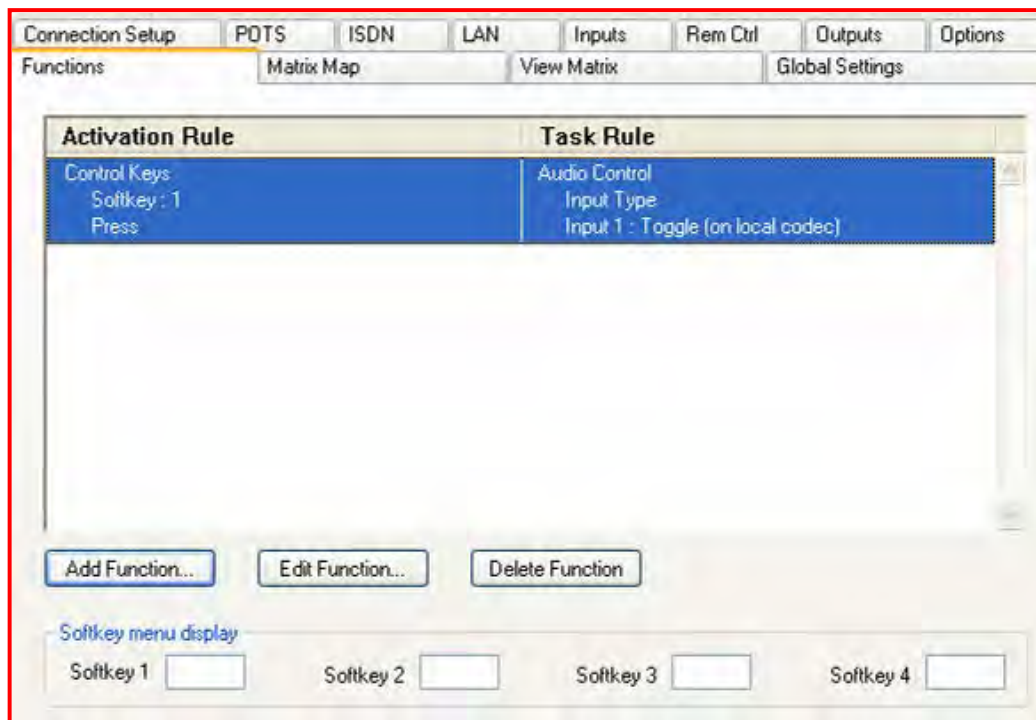 Connection Setup POTS ISDN LAN Inputs Rem Ctrl Outputs Options
Functions Matrix Map View Matrix Global Settings
Activation Rule Task Rule
Control Keys Audio Control
Softkey : 1 Input Type
Press Input 1 : Toggle (on local codec)
Add Function... Edit Function... Delete Function
Softkey menu display
Softkey 1 Softkey 2 Softkey 3 Softkey 4